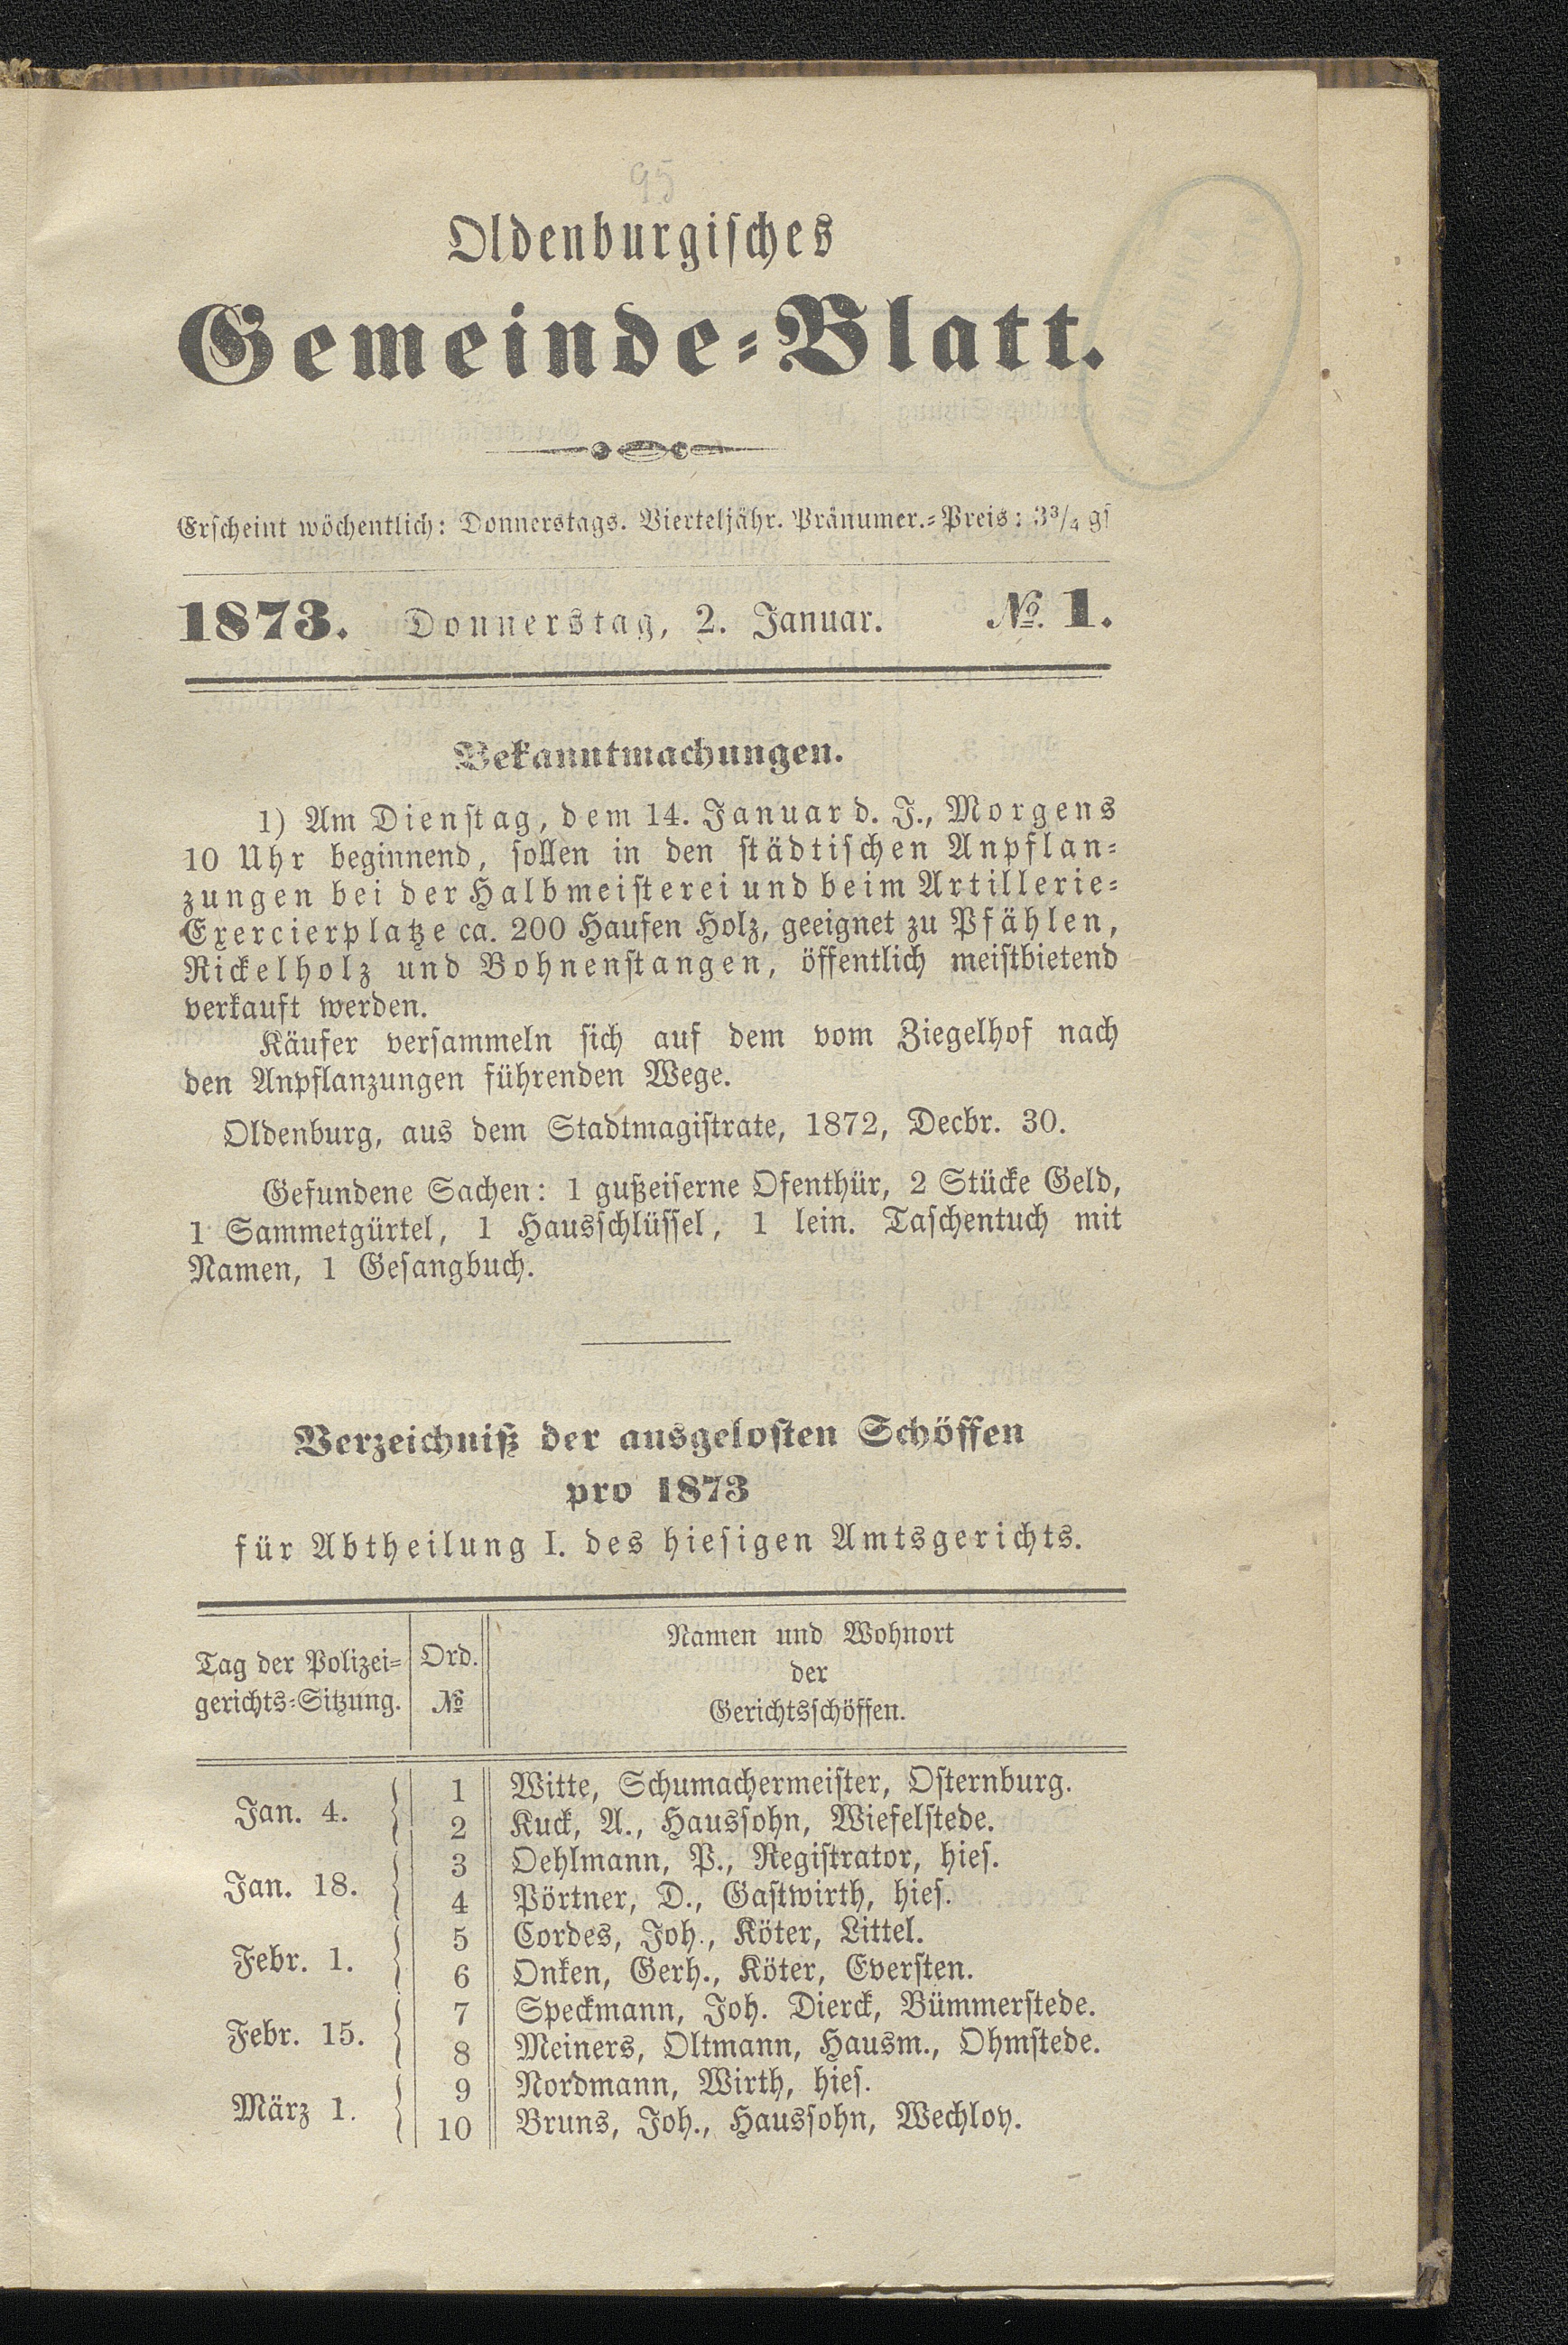 95
Oldenburgisches
Gemeinde-Blatt.
Erscheint wöchentlich: Donnerstags. Vierteljähr. Pränumer.-Preis: 3¾ gs
1873. Donnerstag, 2. Januar. №. 1.
Bekanntmachungen.
1) Am Dienstag, dem 14. Januar d. J., Morgens
10 Uhr beginnend, sollen in den städtischen Anpflan-
zungen bei der Halbmeisterei und beim Artillerie-
Exercierplatze ca. 200 Haufen Holz, geeignet zu Pfählen,
Rickelholz und Bohnenstangen, öffentlich meistbietend
verkauft werden.
Käufer versammeln sich auf dem vom Ziegelhof nach
den Anpflanzungen führenden Wege.
Oldenburg, aus dem Stadtmagistrate, 1872, Decbr. 30.
Gefundene Sachen: 1 gußeiserne Ofenthür, 2 Stücke Geld,
1 Sammetgürtel, 1 Hausschlüssel, 1 lein. Taschentuch mit
Namen, 1 Gesangbuch.
Verzeichniß der ausgelosten Schöffen
pro 1873
für Abtheilung I. des hiesigen Amtsgerichts.
Tag der Polizei-
gerichts-Sitzung.
Ord.
№
Namen und Wohnort
der
Gerichtsschöffen.
Jan. 4.
1 Witte, Schumachermeister, Osternburg.
2 Kuck, A., Haussohn, Wiefelstede.
Jan. 18.
3 Oehlmann, P., Registrator, hies.
4 Pörtner, D., Gastwirth, hies.
Febr. 1.
5 Cordes, Joh., Köter, Littel.
6 Onken, Gerh., Köter, Eversten.
Febr. 15.
7 Speckmann, Joh. Dierck, Bümmerstede.
8 Meiners, Oltmann, Hausm., Ohmstede.
März 1.
9 Nordmann, Wirth, hies.
10 Bruns, Joh., Haussohn, Wechloy.